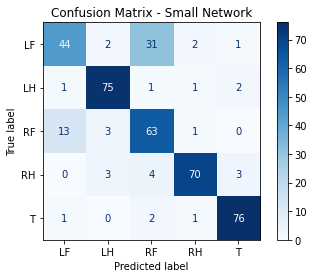 Confusion Matrix - Small Network
True label
LF 44 2 31 2 1
LH 1 75 1 1 2
RF 13 3 63 1 0
RH 0 3 4 70 3
T 1 0 2 1 76
LF LH RF RH T
Predicted label
70
60
50
40
30
20
10
0